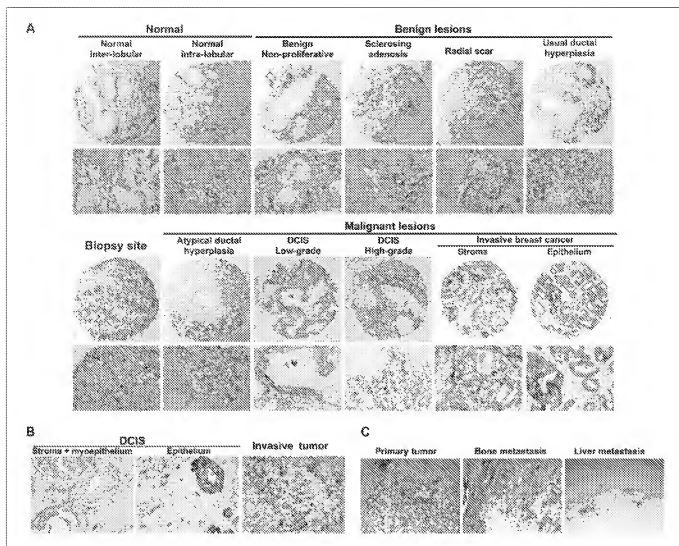 A
Normal
Benign lesions
Normal
inter-lobular
Normal
intra-lobular
Benign
Non-proliferative
Sclerosing
adenosis
Radial scar
Usual ductal
hyperplasia
Malignant lesions
Biopsy site
Atypical ductal
hyperplasia
DCIS
Low-grade
DCIS
High-grade
Invasive breast cancer
Stroma
Epithelium
B
DCIS
Stroma + myoepithelium
Epithelium
Invasive tumor
C
Primary tumor
Bone metastasis
Liver metastasis